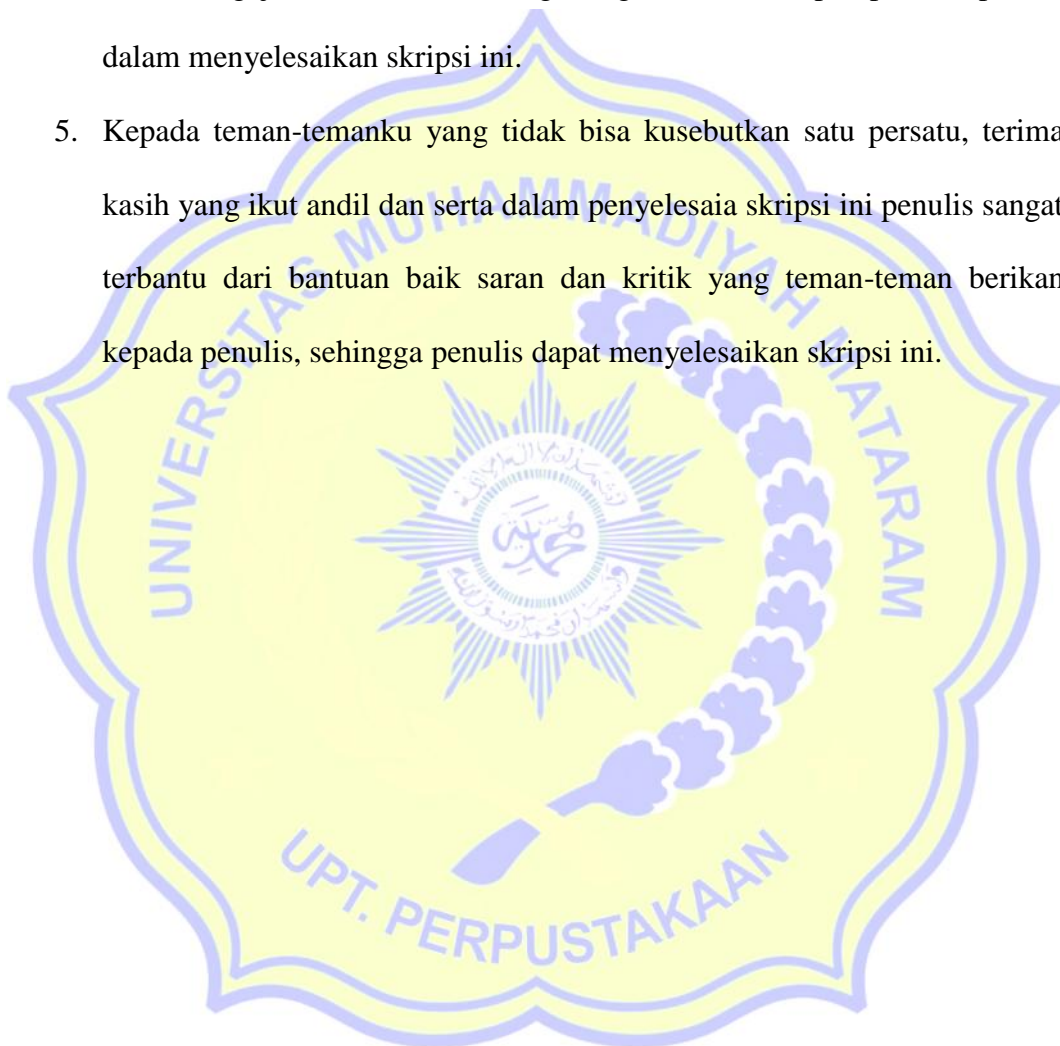 dalam menyelesaikan skripsi ini.
5. Kepada teman-temanku yang tidak bisa kusebutkan satu persatu, terima
kasih yang ikut andil dan serta dalam penyelesaia skripsi ini penulis sangat
terbantu dari bantuan baik saran dan kritik yang teman-teman berikan
kepada penulis, sehingga penulis dapat menyelesaikan skripsi ini.
UNIVERSITAS MUHAMMADIYAH MATARAM
UPT. PERPUSTAKAAN